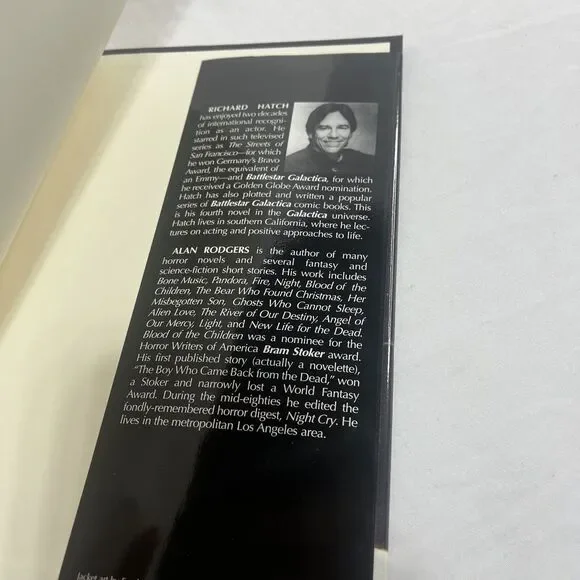 RICHARD HATCH
has enjoyed two decades
of international recogni-
tion as an actor. He
starred in such televised
series as The Streets of
San Francisco—for which
he won Germany's Bravo
Award, the equivalent of
an Emmy—and Battlestar Galactica, for which
he received a Golden Globe Award nomination.
Hatch has also plotted and written a popular
series of Battlestar Galactica comic books. This
is his fourth novel in the Galactica universe.
Hatch lives in southern California, where he lec-
tures on acting and positive approaches to life.
ALAN RODGERS is the author of many
horror novels and several fantasy and
science-fiction short stories. His work includes
Bone Music, Pandora, Fire, Night, Blood of the
Children, The Bear Who Found Christmas, Her
Misbegotten Son, Ghosts Who Cannot Sleep,
Alien Love, The River of Our Destiny, Angel of
Our Mercy, Light, and New Life for the Dead.
Blood of the Children was a nominee for the
Horror Writers of America Bram Stoker award.
His first published story (actually a novelette),
"The Boy Who Came Back from the Dead," won
a Stoker and narrowly lost a World Fantasy
Award. During the mid-eighties he edited the
fondly-remembered horror digest, Night Cry. He
lives in the metropolitan Los Angeles area.
Jacket art by